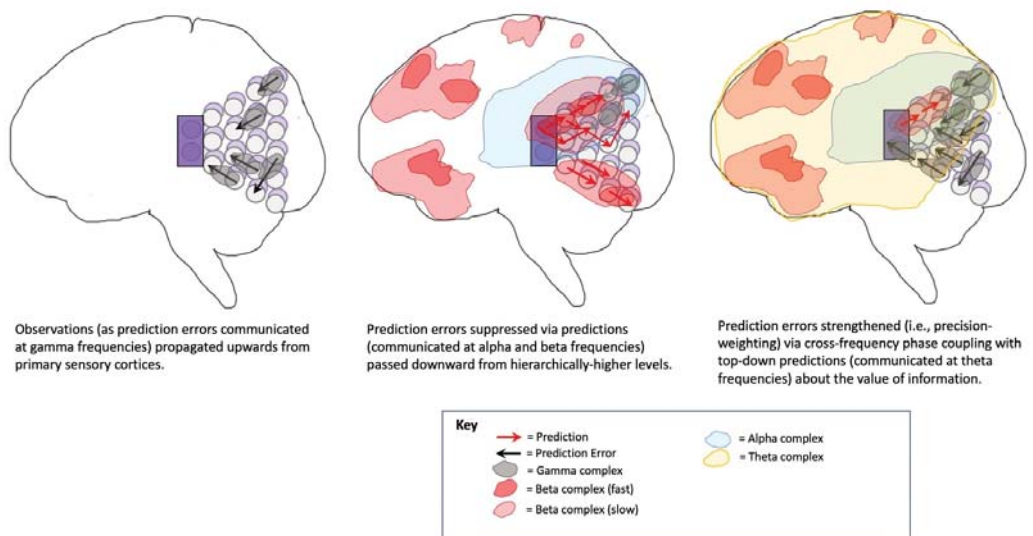 Observations (as prediction errors communicated
at gamma frequencies) propagated upwards from
primary sensory cortices.
Prediction errors suppressed via predictions
(communicated at alpha and beta frequencies)
passed downward from hierarchically-higher levels.
Prediction errors strengthened (i.e., precision-
weighting) via cross-frequency phase coupling with
top-down predictions (communicated at theta
frequencies) about the value of information.
Key
= Prediction
= Prediction Error
= Gamma complex
= Beta complex (fast)
= Beta complex (slow)
= Alpha complex
= Theta complex